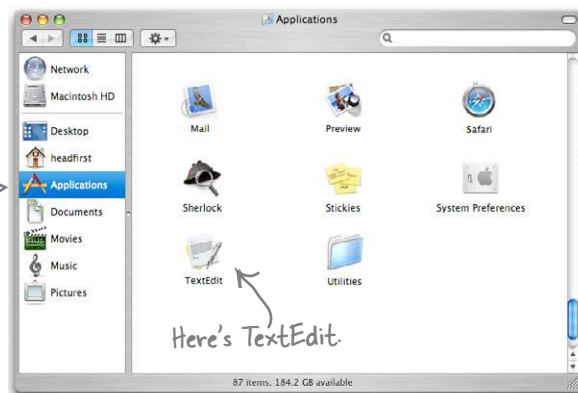 Applications
Network
Macintosh HD
Desktop
headfirst
Applications
Documents
Movies
Music
Pictures
Mail
Preview
Safari
Sherlock
Stickies
System Preferences
TextEdit
Utilities
Here's TextEdit.
87 items, 184.2 GB available